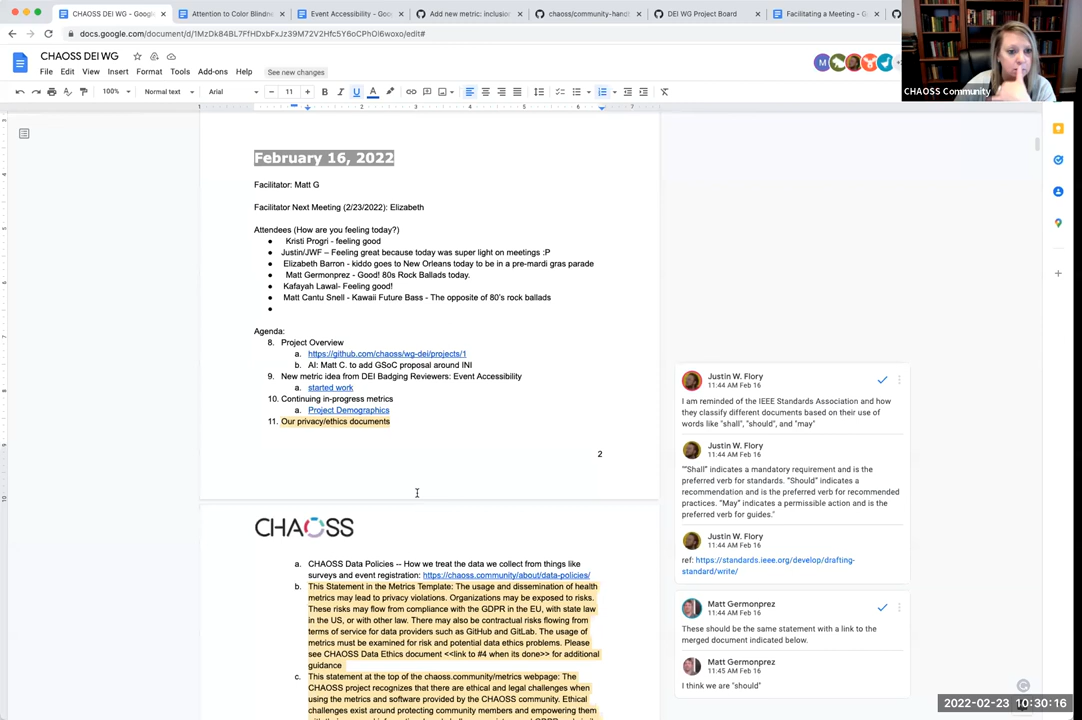 CHAOSS DEI WG - Google
Attention to Color Blindne
Event Accessibility - Goo
Add new metric: inclusion
chaoss/community-hand
DEI WG Project Board
Facilitating a Meeting - G
docs.google.com/document/d/1MzDk84BL7FfHDxbFxJz39M72V2Hfc5Y6oCPhOl6woxo/edit#
CHAOSS DEI WG
File Edit View Insert Format Tools Add-ons Help See new changes
100% Normal text Arial 11
CHAOSS Community
February 16, 2022
Facilitator: Matt G
Facilitator Next Meeting (2/23/2022): Elizabeth
Attendees (How are you feeling today?)
● Kristi Progri - feeling good
● Justin/JWF – Feeling great because today was super light on meetings :P
● Elizabeth Barron - kiddo goes to New Orleans today to be in a pre-mardi gras parade
● Matt Germonprez - Good! 80s Rock Ballads today.
● Kafayah Lawal- Feeling good!
● Matt Cantu Snell - Kawaii Future Bass - The opposite of 80's rock ballads
●
Agenda:
8. Project Overview
a. https://github.com/chaoss/wg-dei/projects/1
b. AI: Matt C. to add GSoC proposal around INI
9. New metric idea from DEI Badging Reviewers: Event Accessibility
a. started work
10. Continuing in-progress metrics
a. Project Demographics
11. Our privacy/ethics documents
2
CHAOSS
a. CHAOSS Data Policies -- How we treat the data we collect from things like
surveys and event registration: https://chaoss.community/about/data-policies/
b. This Statement in the Metrics Template: The usage and dissemination of health
metrics may lead to privacy violations. Organizations may be exposed to risks.
These risks may flow from compliance with the GDPR in the EU, with state law
in the US, or with other law. There may also be contractual risks flowing from
terms of service for data providers such as GitHub and GitLab. The usage of
metrics must be examined for risk and potential data ethics problems. Please
see CHAOSS Data Ethics document <<link to #4 when its done>> for additional
guidance
c. This statement at the top of the chaoss.community/metrics webpage: The
CHAOSS project recognizes that there are ethical and legal challenges when
using the metrics and software provided by the CHAOSS community. Ethical
challenges exist around protecting community members and empowering them
Justin W. Flory
11:44 AM Feb 16
I am reminded of the IEEE Standards Association and how
they classify different documents based on their use of
words like "shall", "should", and "may"
Justin W. Flory
11:44 AM Feb 16
""Shall" indicates a mandatory requirement and is the
preferred verb for standards. "Should" indicates a
recommendation and is the preferred verb for recommended
practices. "May" indicates a permissible action and is the
preferred verb for guides."
Justin W. Flory
11:44 AM Feb 16
ref: https://standards.ieee.org/develop/drafting-
standard/write/
Matt Germonprez
11:44 AM Feb 16
These should be the same statement with a link to the
merged document indicated below.
Matt Germonprez
11:45 AM Feb 16
I think we are "should"
2022-02-23 10:30:16